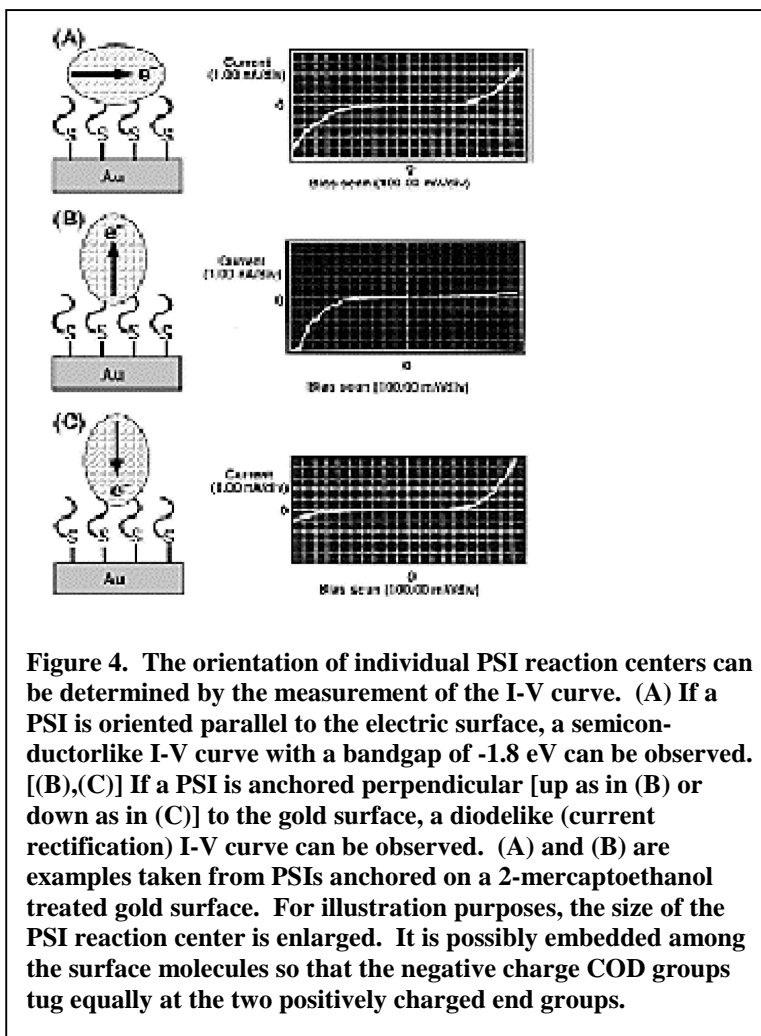 (A)
e-
S S S S
Au
Current
(1.00 nA/div)
0
0
Bias scan (100.00 mV/div)
(B)
e-
S S S S
Au
Current
(1.00 nA/div)
0
0
Bias scan (100.00 mV/div)
(C)
e-
S S S S
Au
Current
(1.00 nA/div)
0
0
Bias scan (100.00 mV/div)
Figure 4. The orientation of individual PSI reaction centers can
be determined by the measurement of the I-V curve. (A) If a
PSI is oriented parallel to the electric surface, a semicon-
ductorlike I-V curve with a bandgap of -1.8 eV can be observed.
[(B),(C)] If a PSI is anchored perpendicular [up as in (B) or
down as in (C)] to the gold surface, a diodelike (current
rectification) I-V curve can be observed. (A) and (B) are
examples taken from PSIs anchored on a 2-mercaptoethanol
treated gold surface. For illustration purposes, the size of the
PSI reaction center is enlarged. It is possibly embedded among
the surface molecules so that the negative charge COD groups
tug equally at the two positively charged end groups.